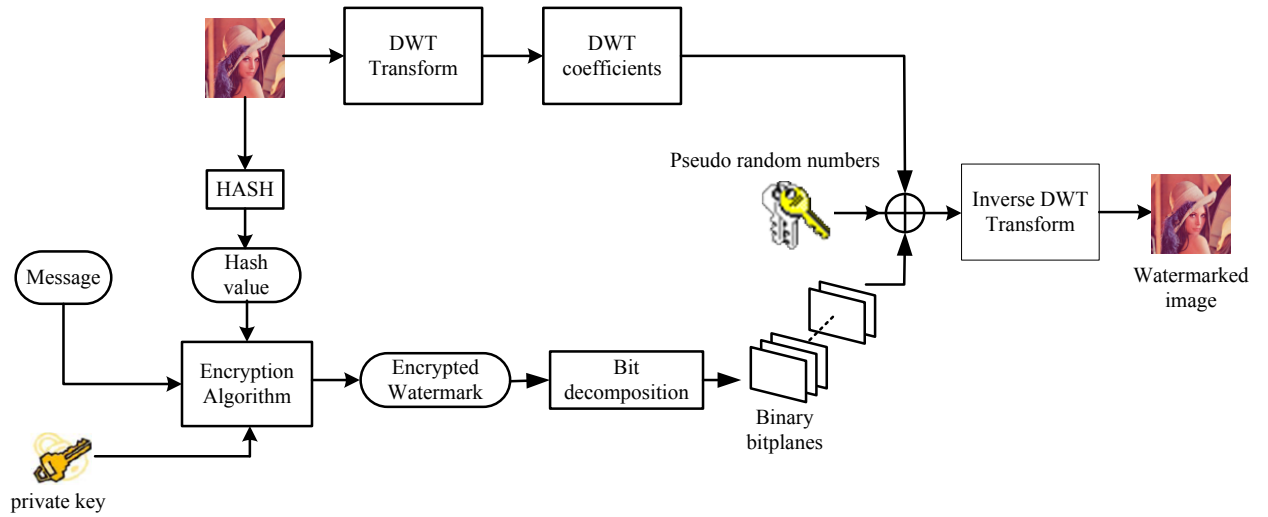 DWT
Transform
DWT
coefficients
Pseudo random numbers
HASH
Inverse DWT
Transform
Message
Hash
value
Watermarked
image
Encryption
Algorithm
Encrypted
Watermark
Bit
decomposition
Binary
bitplanes
private key